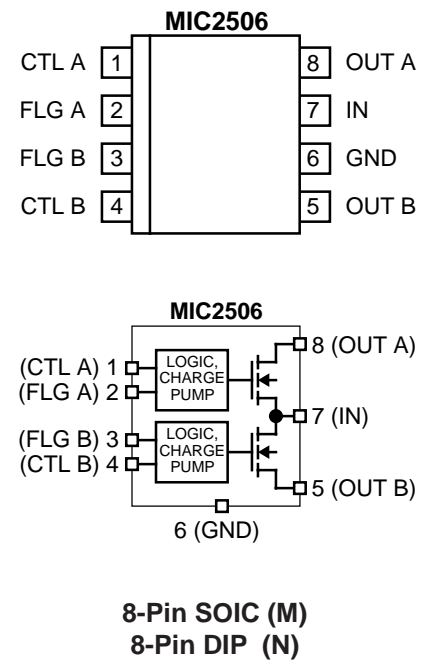 MIC2506
CTL A 1 8 OUT A
FLG A 2 7 IN
FLG B 3 6 GND
CTL B 4 5 OUT B
MIC2506
8 (OUT A)
(CTL A) 1
(FLG A) 2
LOGIC,
CHARGE
PUMP
7 (IN)
(FLG B) 3
(CTL B) 4
LOGIC,
CHARGE
PUMP
5 (OUT B)
6 (GND)
8-Pin SOIC (M)
8-Pin DIP (N)